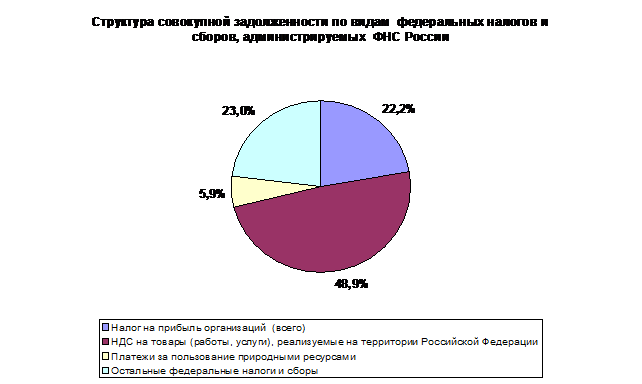 Структура совокупной задолженности по видам федеральных налогов и
сборов, администрируемых ФНС России
23,0%
22,2%
5,9%
48,9%
Налог на прибыль организаций (всего)
НДС на товары (работы, услуги), реализуемые на территории Российской Федерации
Платежи за пользование природными ресурсами
Остальные федеральные налоги и сборы